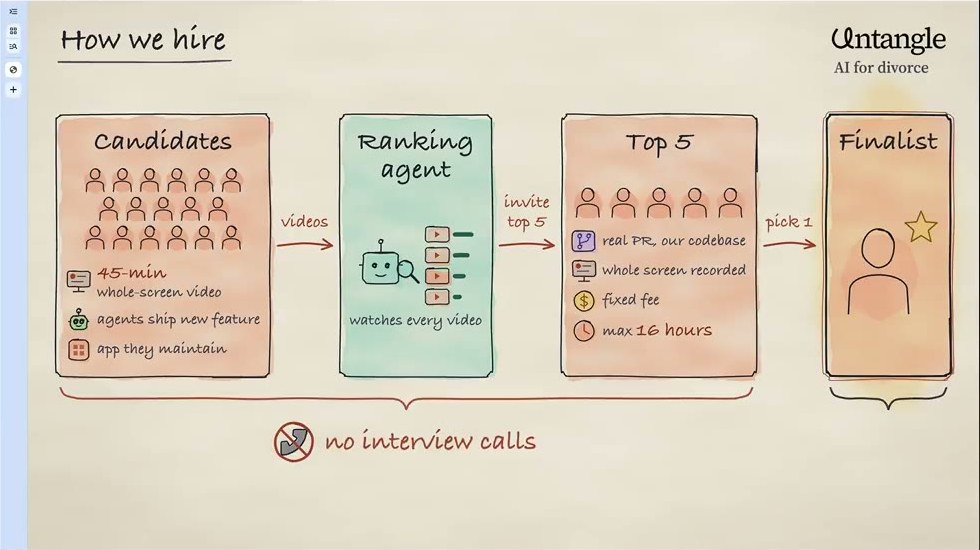 How we hire
Untangle
AI for divorce
Candidates
45-min
whole-screen video
agents ship new feature
app they maintain
videos
Ranking
agent
watches every video
invite
top 5
Top 5
real PR, our codebase
whole screen recorded
$ fixed fee
max 16 hours
pick 1
Finalist
no interview calls